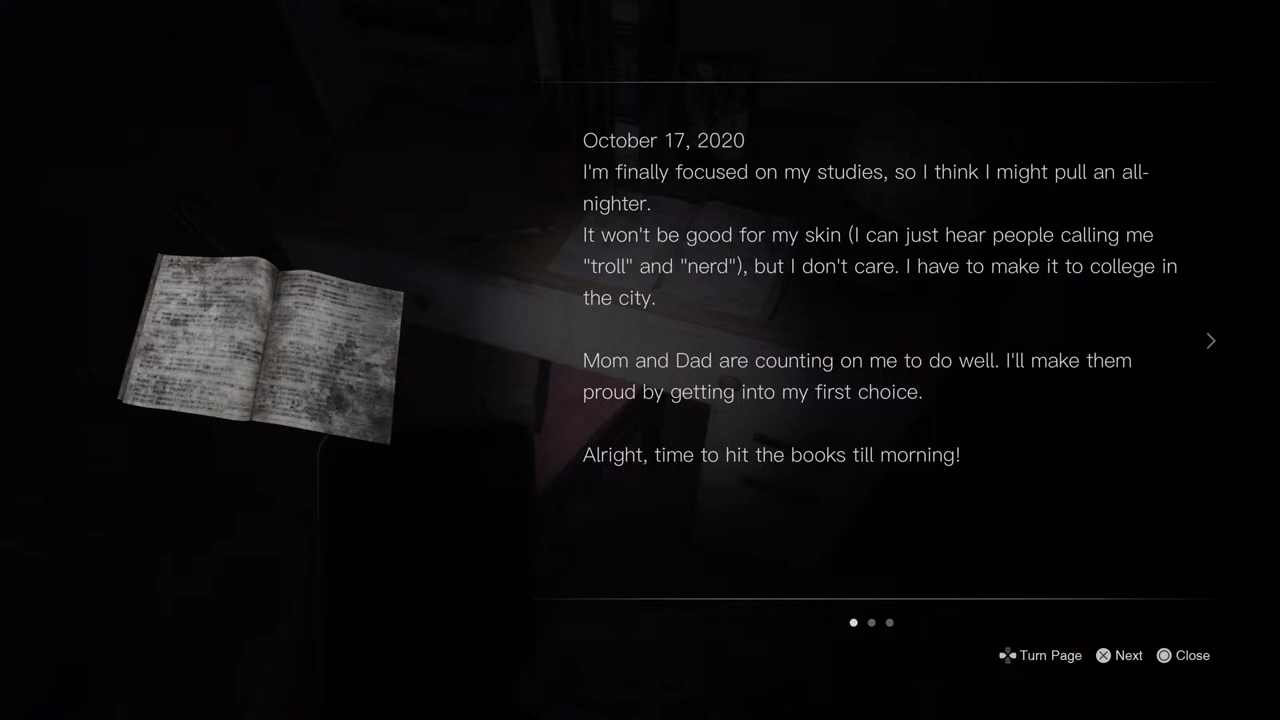 October 17, 2020
I'm finally focused on my studies, so I think I might pull an all-
nighter.
It won't be good for my skin (I can just hear people calling me
"troll" and "nerd"), but I don't care. I have to make it to college in
the city.
Mom and Dad are counting on me to do well. I'll make them
proud by getting into my first choice.
Alright, time to hit the books till morning!
Turn Page Next Close